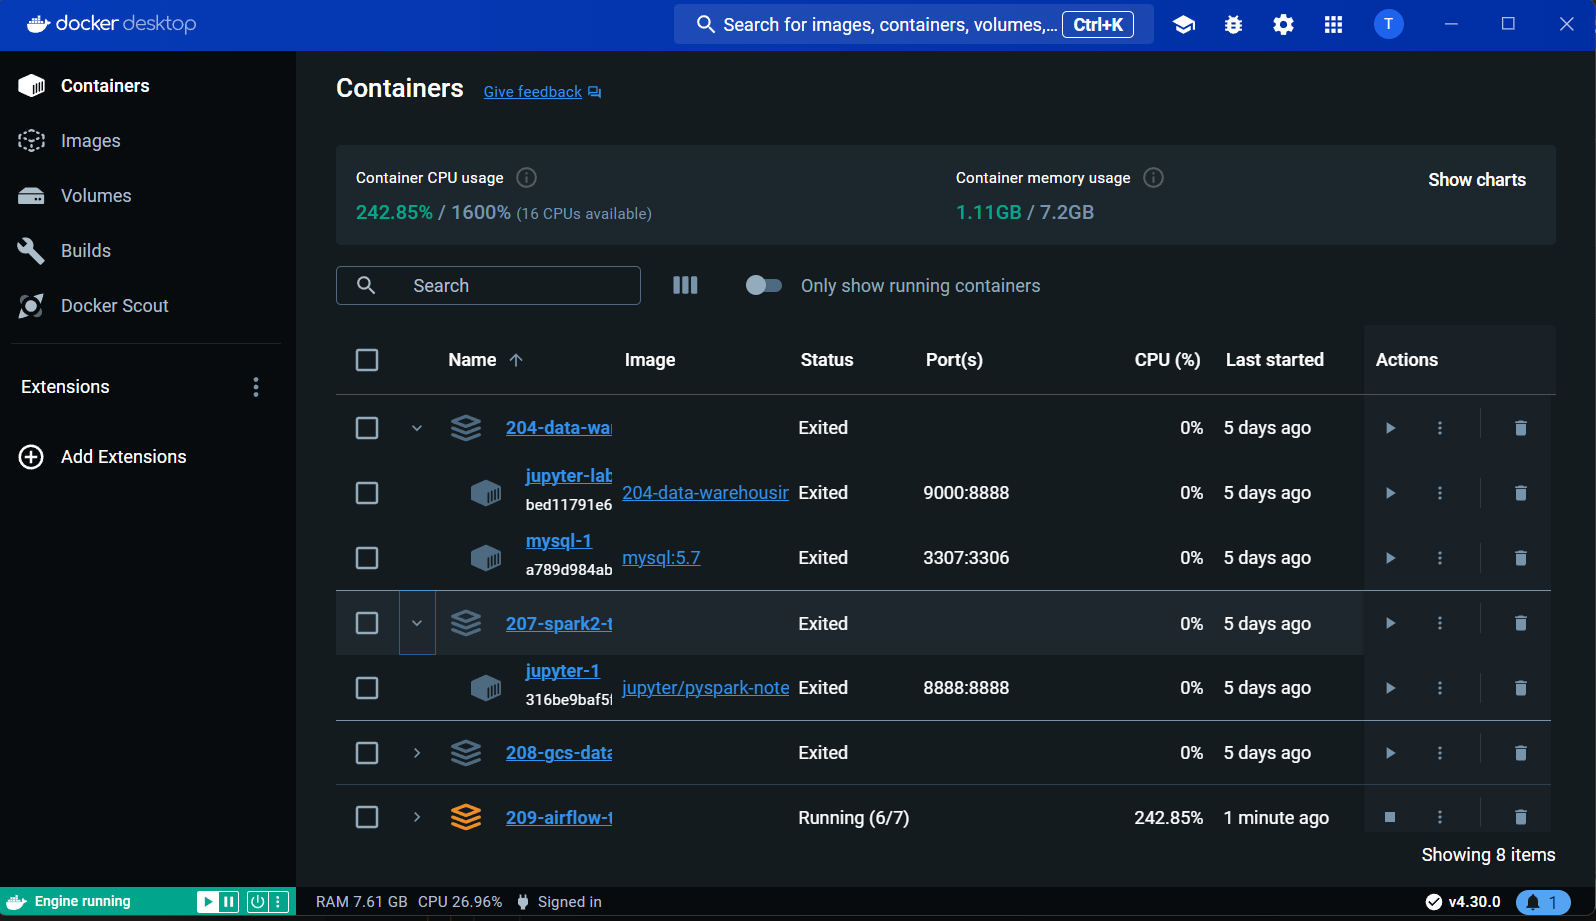 docker desktop
Search for images, containers, volumes,... Ctrl+K
T
Containers
Images
Volumes
Builds
Docker Scout
Extensions
Add Extensions
Containers Give feedback
Container CPU usage
242.85% / 1600% (16 CPUs available)
Container memory usage
1.11GB / 7.2GB
Show charts
Search
Only show running containers
Name Image Status Port(s) CPU (%) Last started Actions
204-data-wa Exited 0% 5 days ago
jupyter-lab
bed11791e6 204-data-warehousin Exited 9000:8888 0% 5 days ago
mysql-1
a789d984ab mysql:5.7 Exited 3307:3306 0% 5 days ago
207-spark2-t Exited 0% 5 days ago
jupyter-1
316be9baf5f jupyter/pyspark-note Exited 8888:8888 0% 5 days ago
208-gcs-data Exited 0% 5 days ago
209-airflow-t Running (6/7) 242.85% 1 minute ago
Showing 8 items
Engine running
RAM 7.61 GB CPU 26.96% Signed in
v4.30.0
1